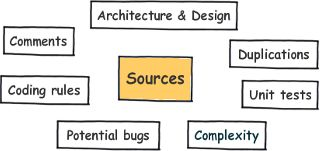 Architecture & Design
Comments
Duplications
Sources
Coding rules
Unit tests
Potential bugs
Complexity